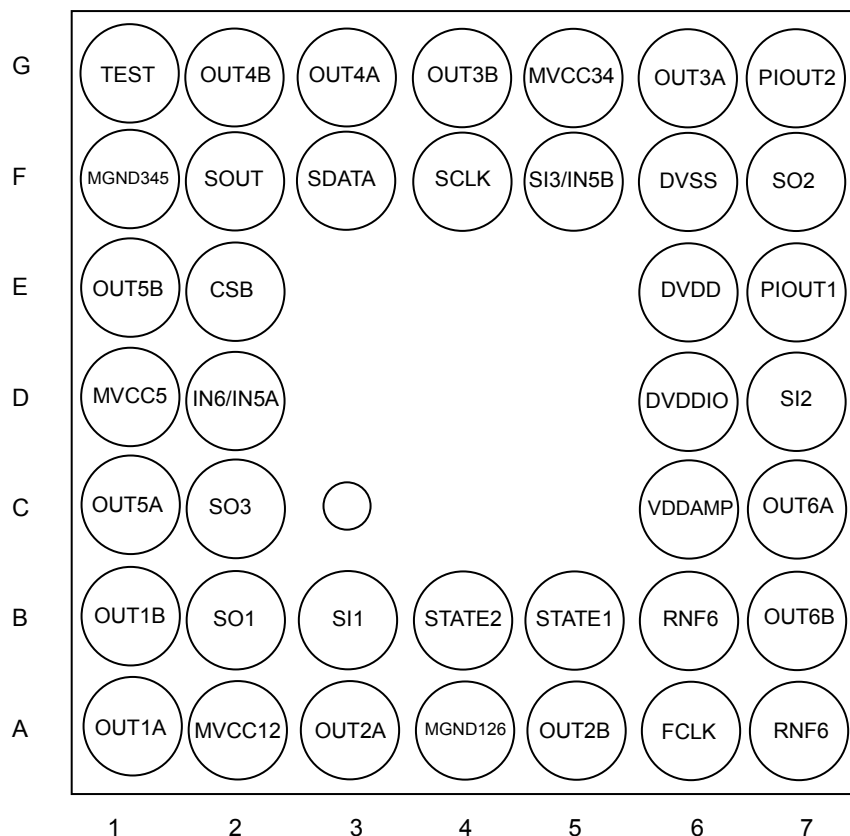 G TEST OUT4B OUT4A OUT3B MVCC34 OUT3A PIOUT2
F MGND345 SOUT SDATA SCLK SI3/IN5B DVSS SO2
E OUT5B CSB DVDD PIOUT1
D MVCC5 IN6/IN5A DVDDIO SI2
C OUT5A SO3 VDDAMP OUT6A
B OUT1B SO1 SI1 STATE2 STATE1 RNF6 OUT6B
A OUT1A MVCC12 OUT2A MGND126 OUT2B FCLK RNF6
1 2 3 4 5 6 7